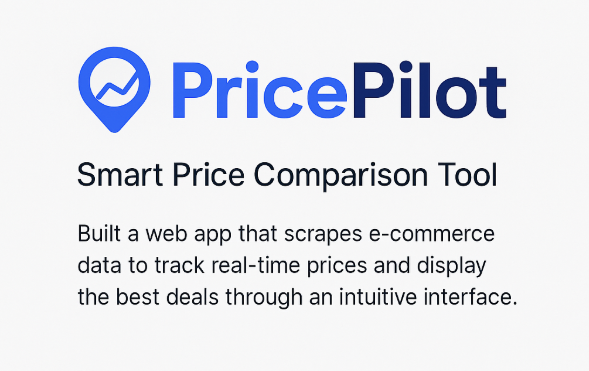 PricePilot
Smart Price Comparison Tool
Built a web app that scrapes e-commerce
data to track real-time prices and display
the best deals through an intuitive interface.